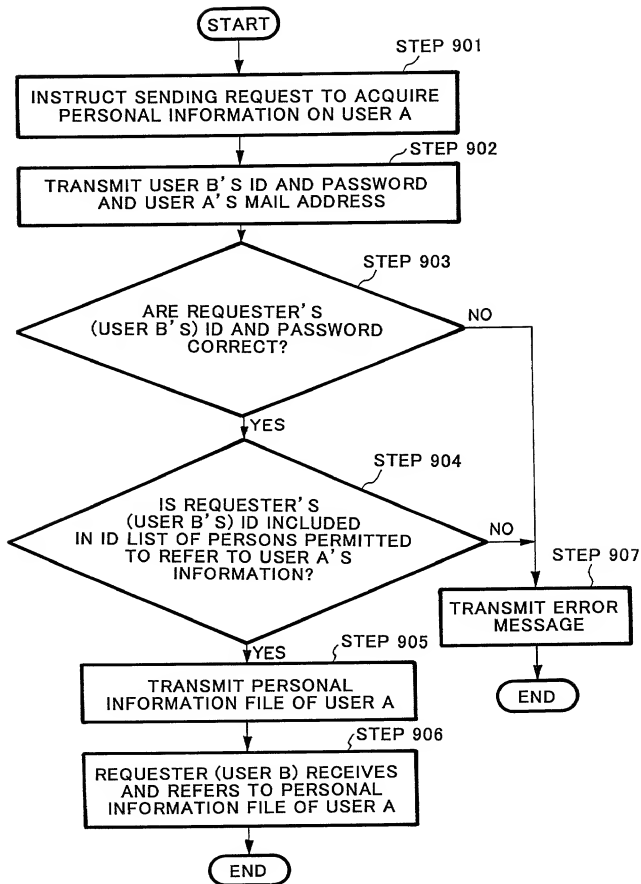 START
STEP 901
INSTRUCT SENDING REQUEST TO ACQUIRE
PERSONAL INFORMATION ON USER A
STEP 902
TRANSMIT USER B'S ID AND PASSWORD
AND USER A'S MAIL ADDRESS
STEP 903
ARE REQUESTER'S
(USER B'S) ID AND PASSWORD
CORRECT?
NO
YES
STEP 904
IS REQUESTER'S
(USER B'S) ID INCLUDED
IN ID LIST OF PERSONS PERMITTED
TO REFER TO USER A'S
INFORMATION?
NO
STEP 907
TRANSMIT ERROR
MESSAGE
END
YES
STEP 905
TRANSMIT PERSONAL
INFORMATION FILE OF USER A
STEP 906
REQUESTER (USER B) RECEIVES
AND REFERS TO PERSONAL
INFORMATION FILE OF USER A
END